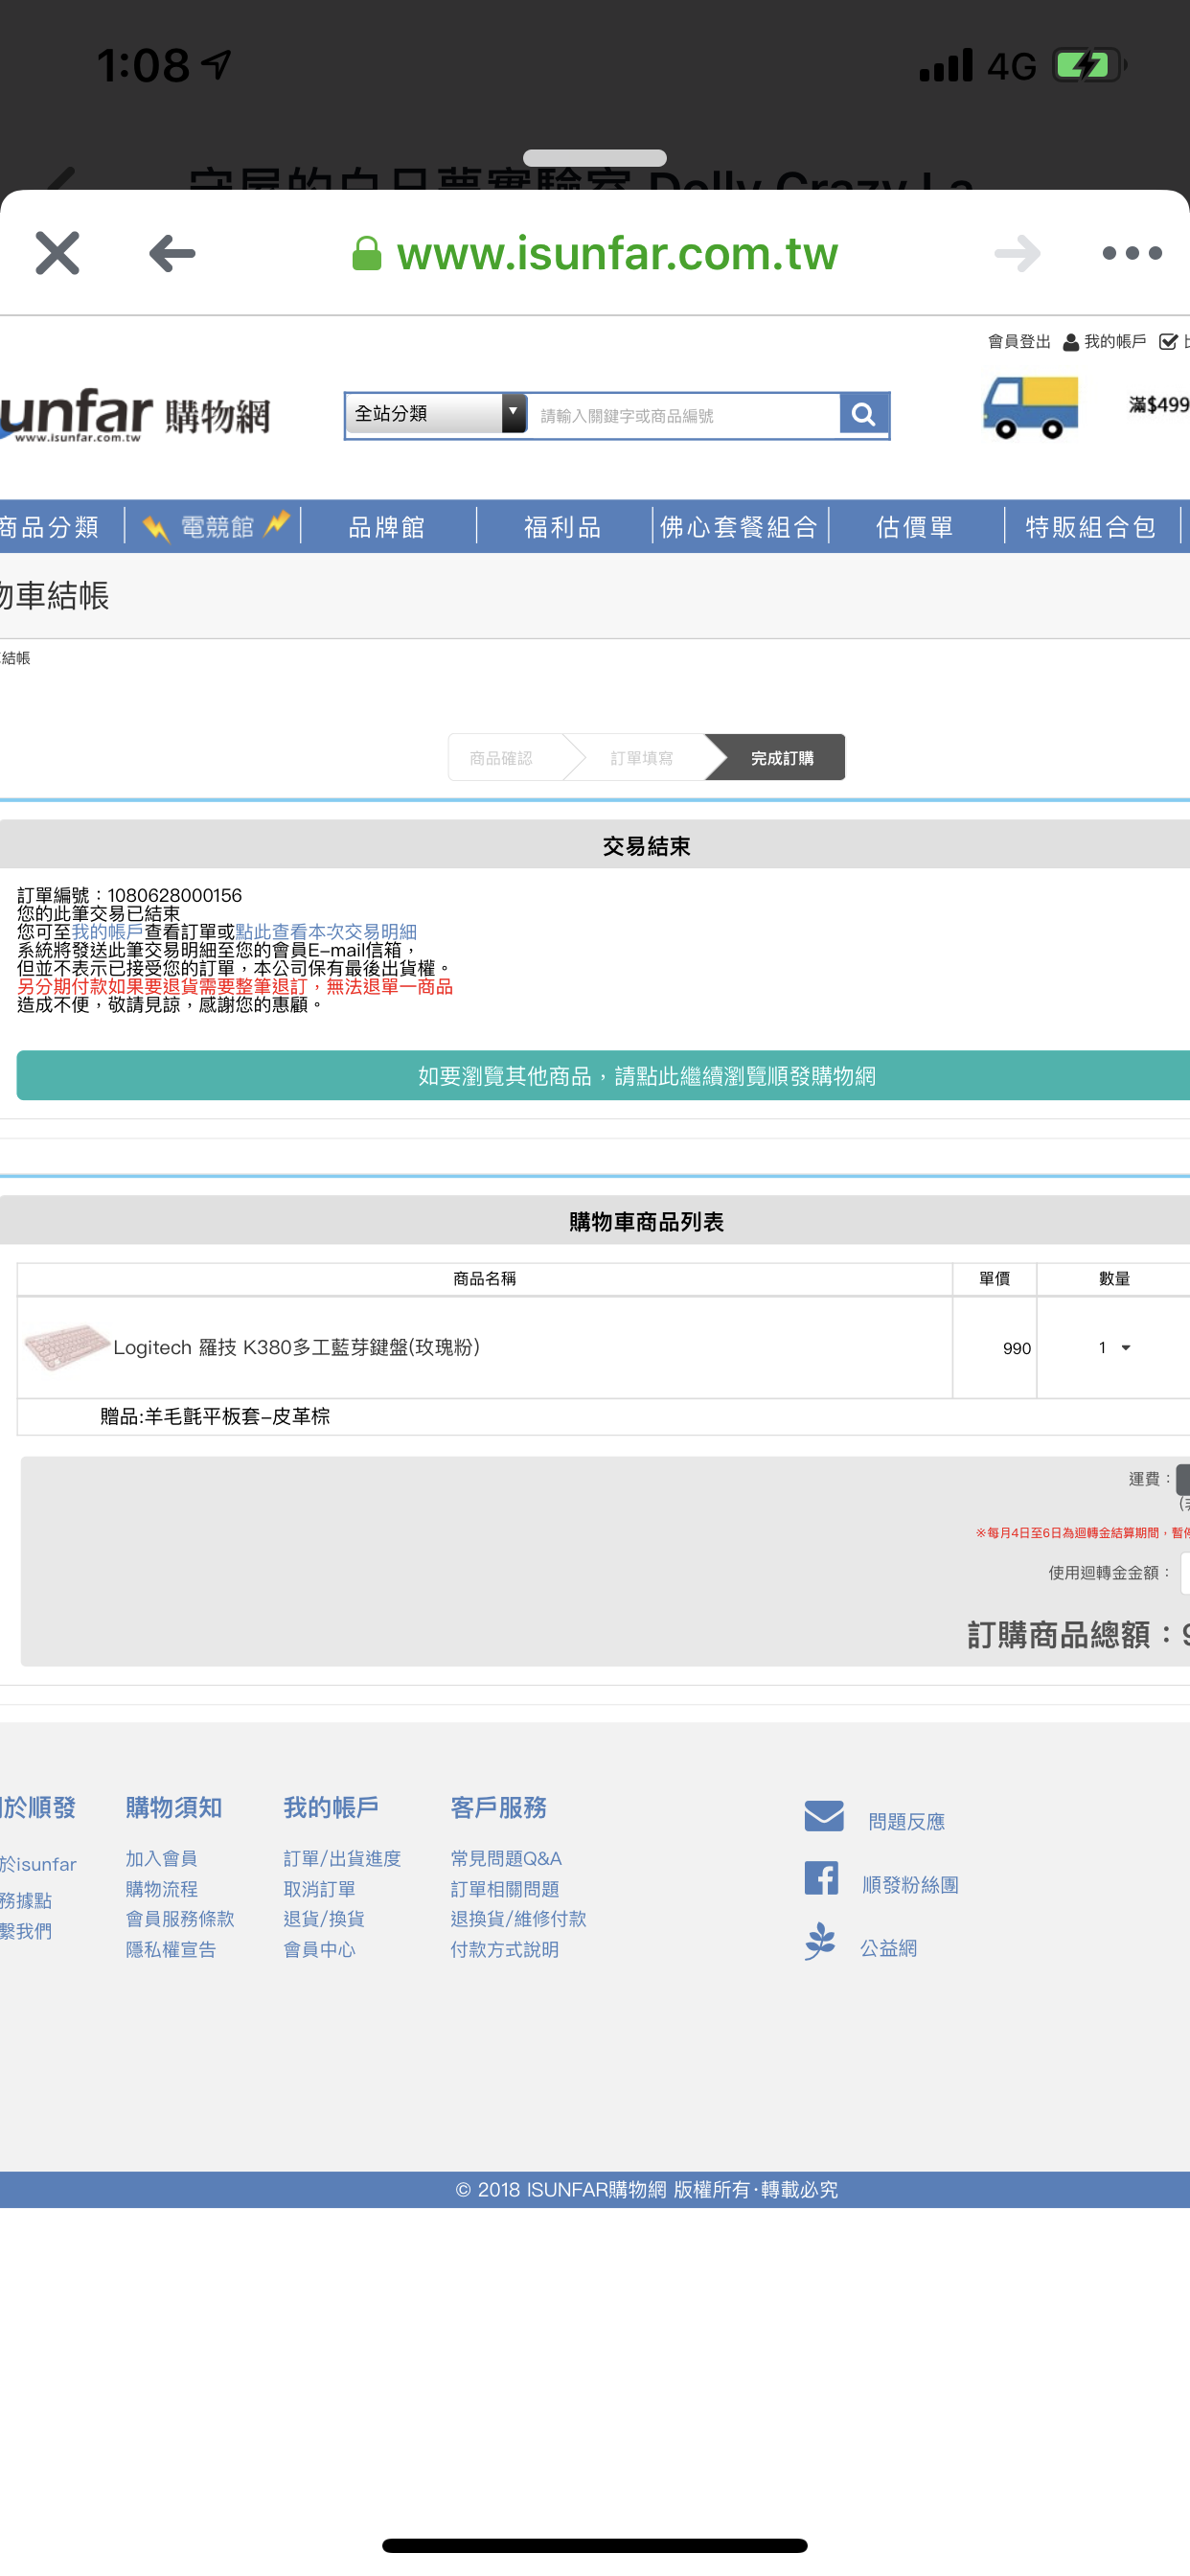 1:08
4G
www.isunfar.com.tw
會員登出 我的帳戶
unfar 購物網
www.isunfar.com.tw
全站分類
請輸入關鍵字或商品編號
滿$499
商品分類 電競館 品牌館 福利品 佛心套餐組合 估價單 特販組合包
物車結帳
結帳
商品確認 訂單填寫 完成訂購
交易結束
訂單編號：1080628000156
您的此筆交易已結束
您可至我的帳戶查看訂單或點此查看本次交易明細
系統將發送此筆交易明細至您的會員E-mail信箱，
但並不表示已接受您的訂單，本公司保有最後出貨權。
另分期付款如果要退貨需要整筆退訂，無法退單一商品
造成不便，敬請見諒，感謝您的惠顧。
如要瀏覽其他商品，請點此繼續瀏覽順發購物網
購物車商品列表
商品名稱 單價 數量
Logitech 羅技 K380多工藍芽鍵盤(玫瑰粉) 990 1
贈品:羊毛氈平板套-皮革棕
運費：
※每月4日至6日為迴轉金結算期間，暫停
使用迴轉金金額：
訂購商品總額：9
於順發 購物須知 我的帳戶 客戶服務
於isunfar
務據點
繫我們
加入會員
購物流程
會員服務條款
隱私權宣告
訂單/出貨進度
取消訂單
退貨/換貨
會員中心
常見問題Q&A
訂單相關問題
退換貨/維修付款
付款方式說明
問題反應
順發粉絲團
公益網
© 2018 ISUNFAR購物網 版權所有·轉載必究